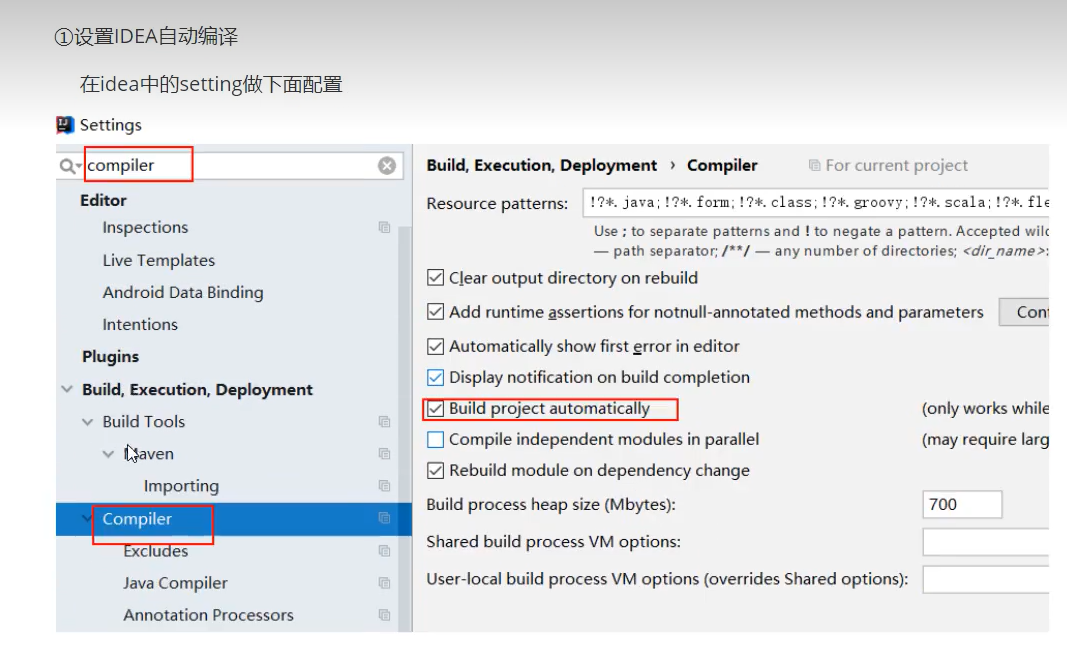 ①设置IDEA自动编译
在idea中的setting做下面配置
Settings
compiler
Editor
Inspections
Live Templates
Android Data Binding
Intentions
Plugins
Build, Execution, Deployment
Build Tools
Maven
Importing
Compiler
Excludes
Java Compiler
Annotation Processors
Build, Execution, Deployment › Compiler For current project
Resource patterns: !?*.java;!?*.form;!?*.class;!?*.groovy;!?*.scala;!?*.fle
Use ; to separate patterns and ! to negate a pattern. Accepted wil
— path separator; /**/ — any number of directories; <dir_name>:
Clear output directory on rebuild
Add runtime assertions for notnull-annotated methods and parameters Con
Automatically show first error in editor
Display notification on build completion
Build project automatically (only works while
Compile independent modules in parallel (may require larg
Rebuild module on dependency change
Build process heap size (Mbytes): 700
Shared build process VM options:
User-local build process VM options (overrides Shared options):